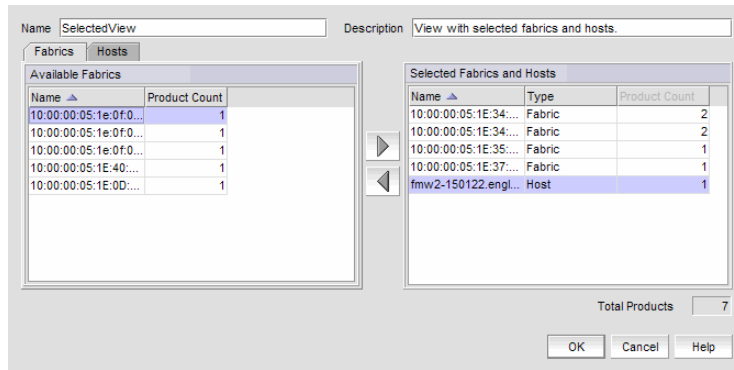 Name SelectedView Description View with selected fabrics and hosts.
Fabrics Hosts
Available Fabrics
Name Product Count
10:00:00:05:1e:0f:0... 1
10:00:00:05:1e:0f:0... 1
10:00:00:05:1e:0f:0... 1
10:00:00:05:1E:40:... 1
10:00:00:05:1E:0D:... 1
Selected Fabrics and Hosts
Name Type Product Count
10:00:00:05:1E:34:... Fabric 2
10:00:00:05:1E:34:... Fabric 2
10:00:00:05:1E:35:... Fabric 1
10:00:00:05:1E:37:... Fabric 1
fmw2-150122.engl... Host 1
Total Products 7
OK Cancel Help